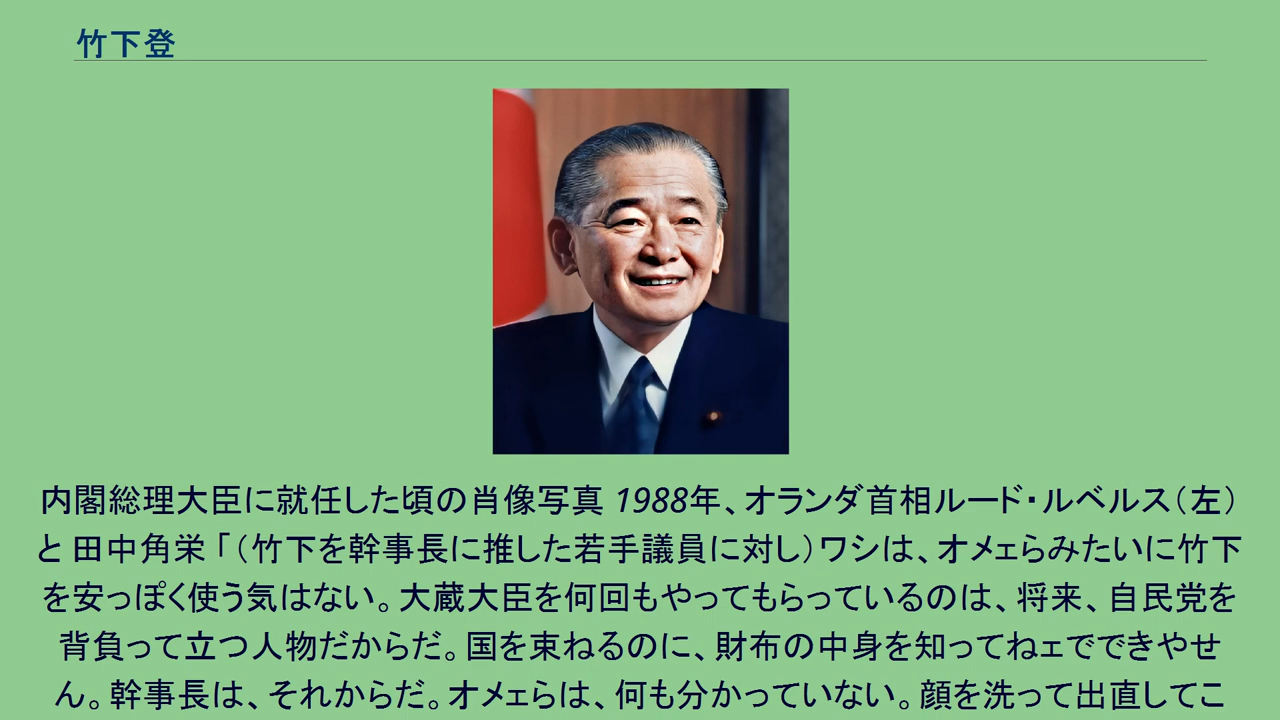 竹下登
内閣総理大臣に就任した頃の肖像写真 1988年、オランダ首相ルード・ルベルス（左）
と 田中角栄 「（竹下を幹事長に推した若手議員に対し）ワシは、オメェらみたいに竹下
を安っぽく使う気はない。大蔵大臣を何回もやってもらっているのは、将来、自民党を
背負って立つ人物だからだ。国を束ねるのに、財布の中身を知ってねェでできやせ
ん。幹事長は、それからだ。オメェらは、何も分かっていない。顔を洗って出直してこ